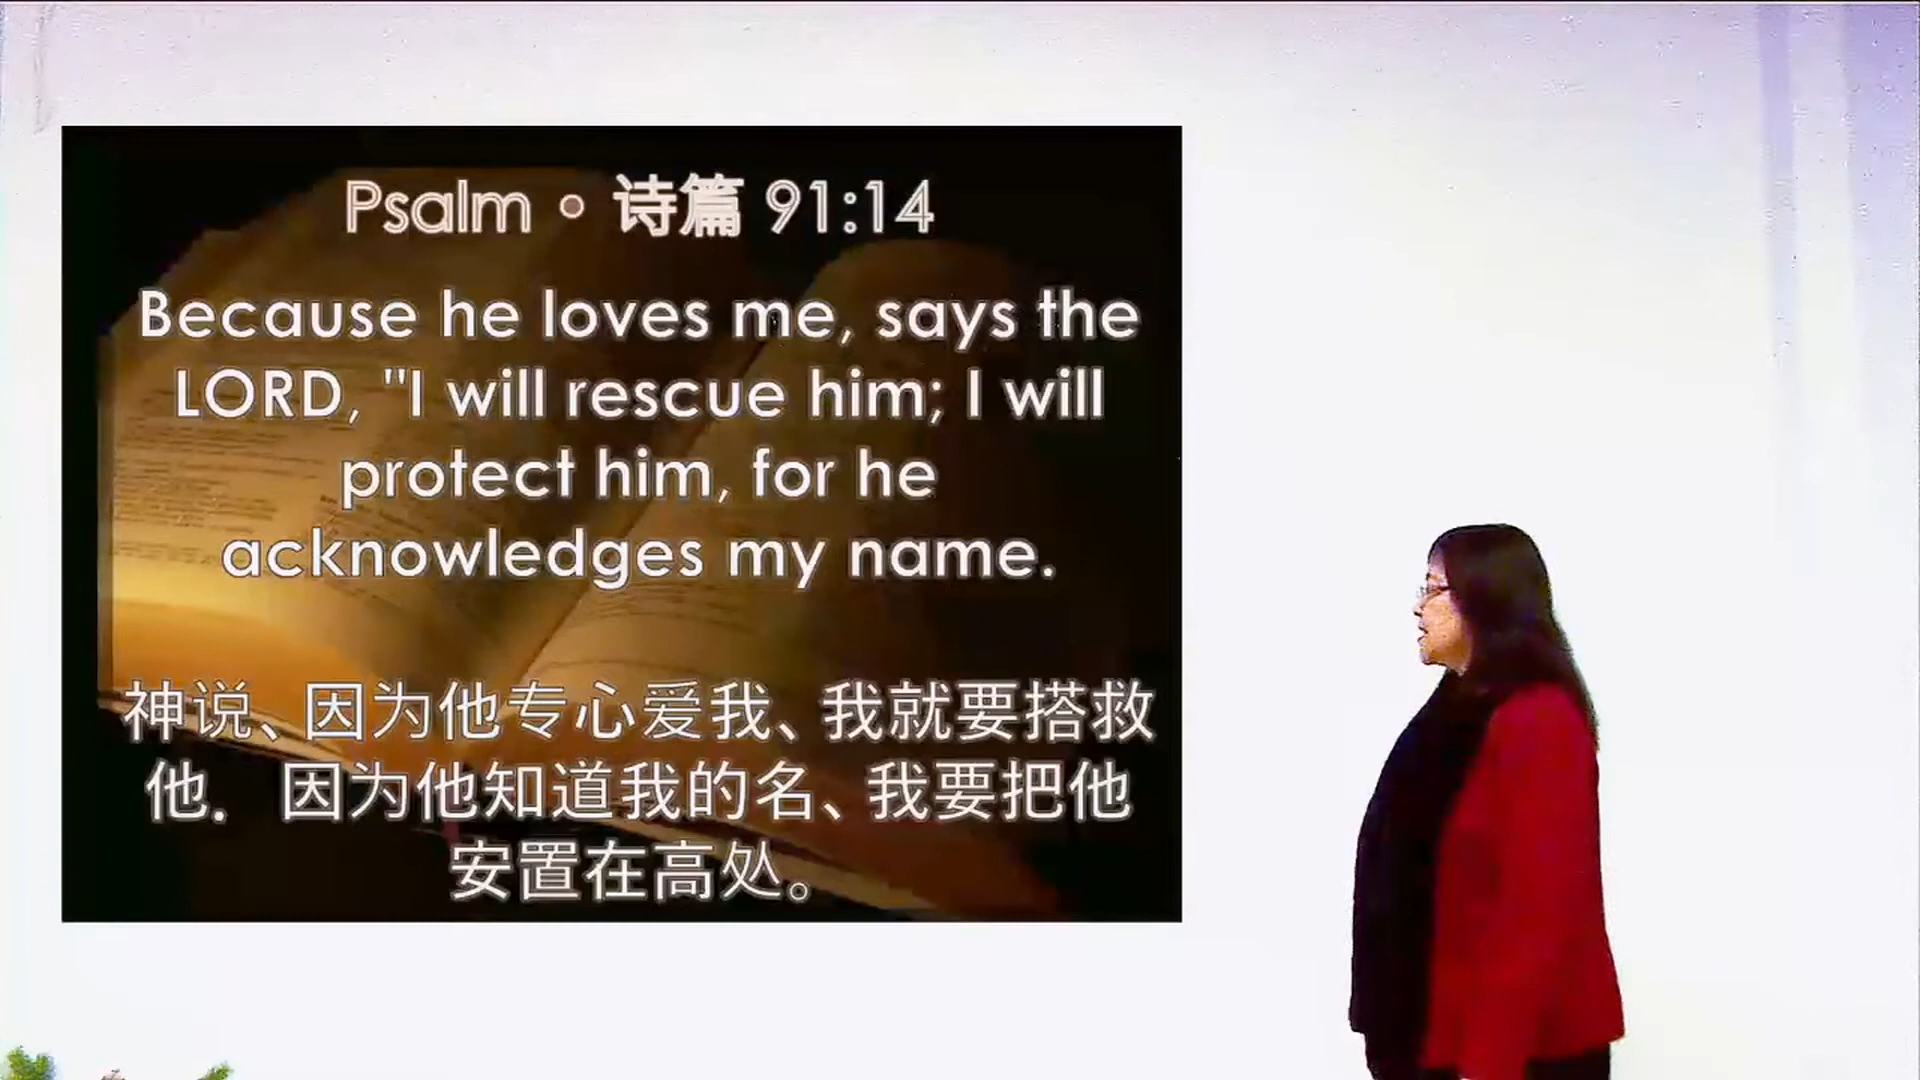 Psalm • 诗篇 91:14
Because he loves me, says the
LORD, "I will rescue him; I will
protect him, for he
acknowledges my name.
神说、因为他专心爱我、我就要搭救
他． 因为他知道我的名、我要把他
安置在高处。